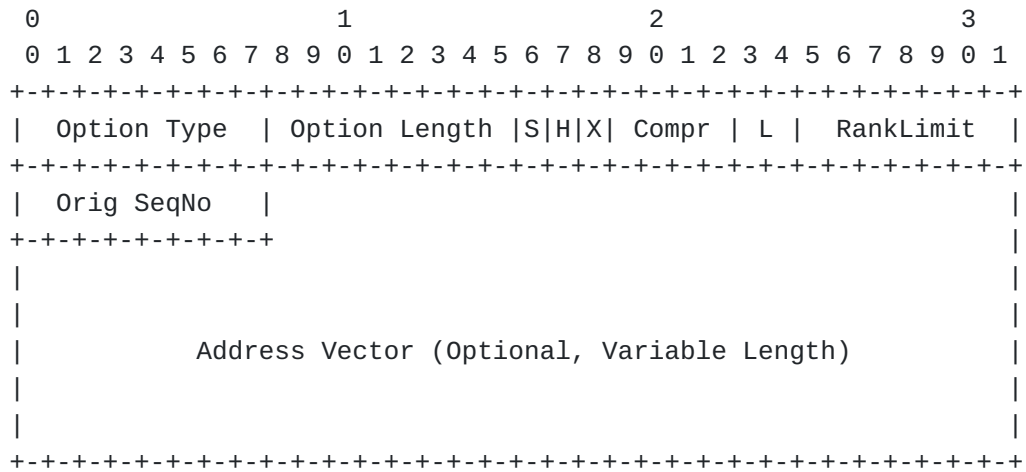 0                   1                   2                   3
 0 1 2 3 4 5 6 7 8 9 0 1 2 3 4 5 6 7 8 9 0 1 2 3 4 5 6 7 8 9 0 1
+-+-+-+-+-+-+-+-+-+-+-+-+-+-+-+-+-+-+-+-+-+-+-+-+-+-+-+-+-+-+-+-+
|  Option Type  | Option Length |S|H|X| Compr | L |  RankLimit  |
+-+-+-+-+-+-+-+-+-+-+-+-+-+-+-+-+-+-+-+-+-+-+-+-+-+-+-+-+-+-+-+-+
|  Orig SeqNo   |                                               |
+-+-+-+-+-+-+-+-+                                               |
|                                                               |
|                                                               |
|           Address Vector (Optional, Variable Length)          |
|                                                               |
|                                                               |
+-+-+-+-+-+-+-+-+-+-+-+-+-+-+-+-+-+-+-+-+-+-+-+-+-+-+-+-+-+-+-+-+